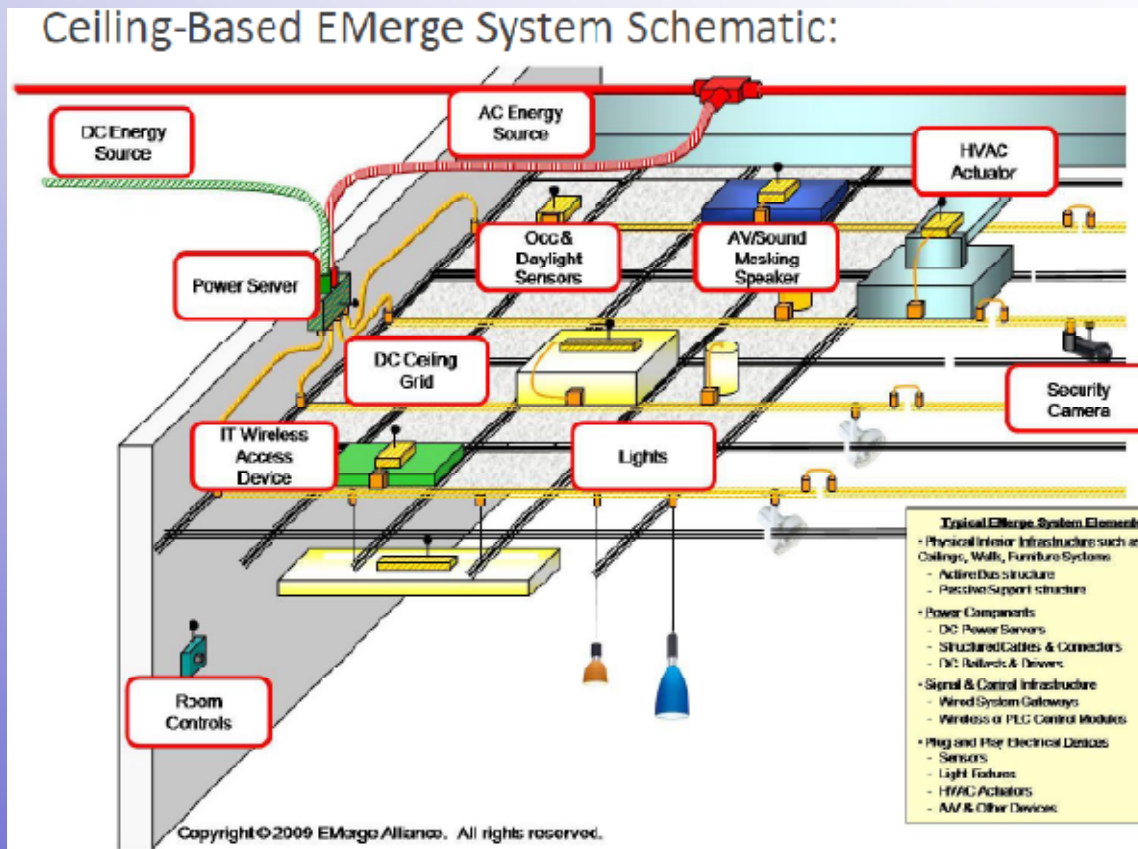 Ceiling-Based EMerge System Schematic:
DC Energy
Source
AC Energy
Source
HVAC
Actuator
Power Server
Occ &
Daylight
Sensors
AV/Sound
Masking
Speaker
DC Ceiling
Grid
Security
Camera
IT Wireless
Access
Device
Lights
Room
Controls
Typical EMerge System Elements
• Physical Interior Infrastructure such as
Ceilings, Walls, Furniture Systems
- Active Bus structure
- Passive Support structure
• Power Components
- DC Power Servers
- Structured Cables & Connectors
- DC Ballasts & Drivers
• Signal & Control Infrastructure
- Wired System Gateways
- Wireless or PLC Control Modules
• Plug and Play Electrical Devices
- Sensors
- Light Fixtures
- HVAC Actuators
- A/V & Other Devices
Copyright © 2009 EMerge Alliance. All rights reserved.